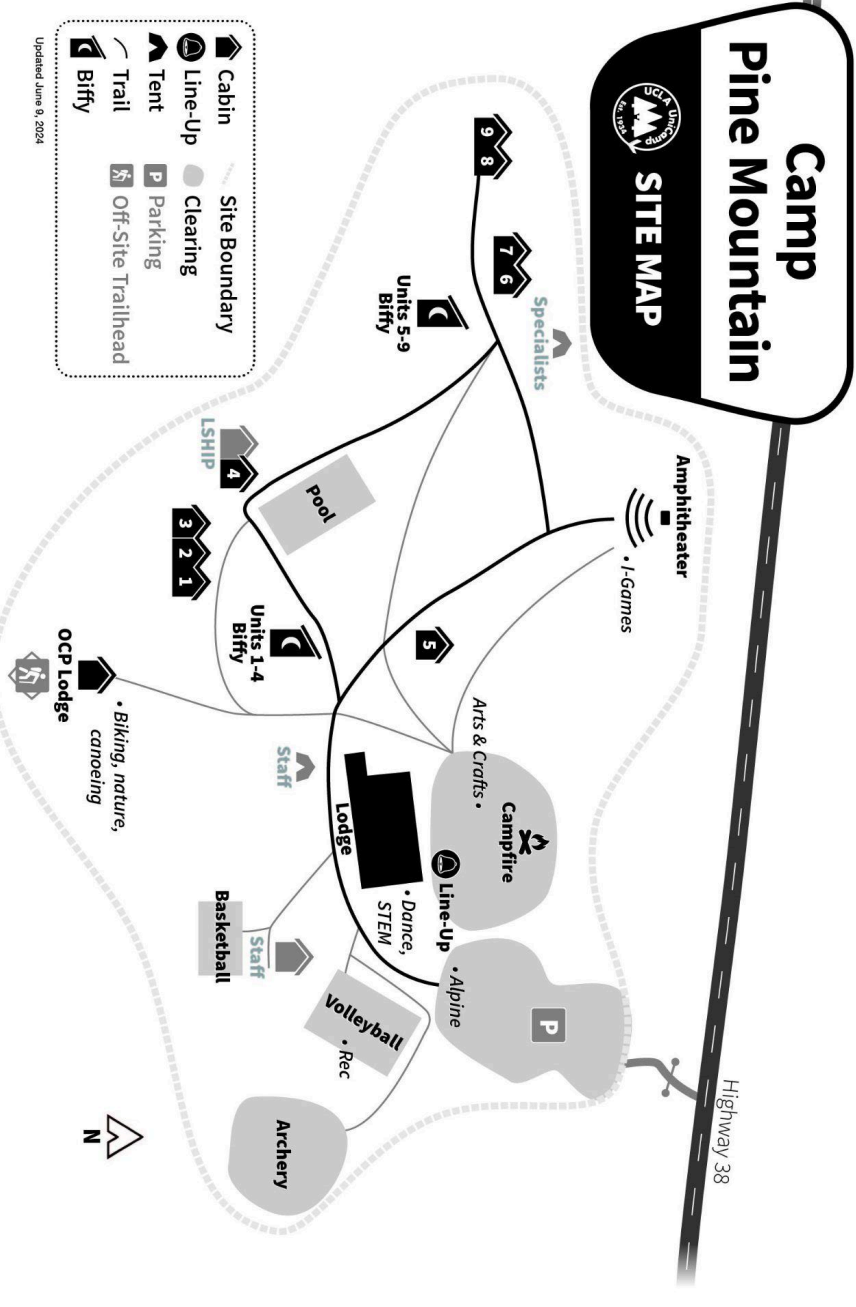 Camp
Pine Mountain
UCLA UniCamp
Est. 1934
SITE MAP
Highway 38
Amphitheater
• I-Games
Specialists
9 8
7 6
Units 5-9
Biffy
5
Arts & Crafts •
Campfire
Line-Up
• Alpine
P
Pool
4
LSHIP
3 2 1
Units 1-4
Biffy
Lodge
• Dance,
STEM
Staff
OCP Lodge
• Biking, nature,
canoeing
Basketball
Staff
Volleyball
• Rec
Archery
N
Cabin
Line-Up
Tent
Trail
Biffy
Site Boundary
Clearing
P Parking
Off-Site Trailhead
Updated June 9, 2024